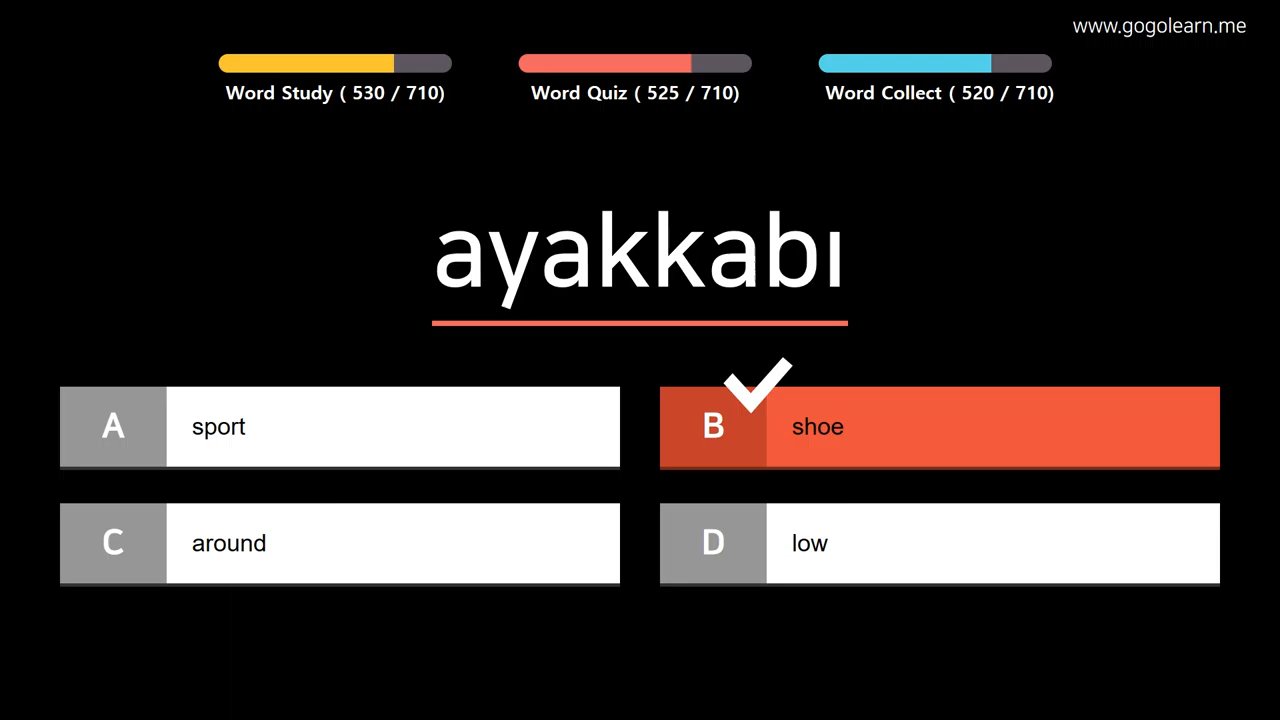 www.gogolearn.me
Word Study ( 530 / 710)
Word Quiz ( 525 / 710)
Word Collect ( 520 / 710)
ayakkabı
A sport
B shoe
C around
D low